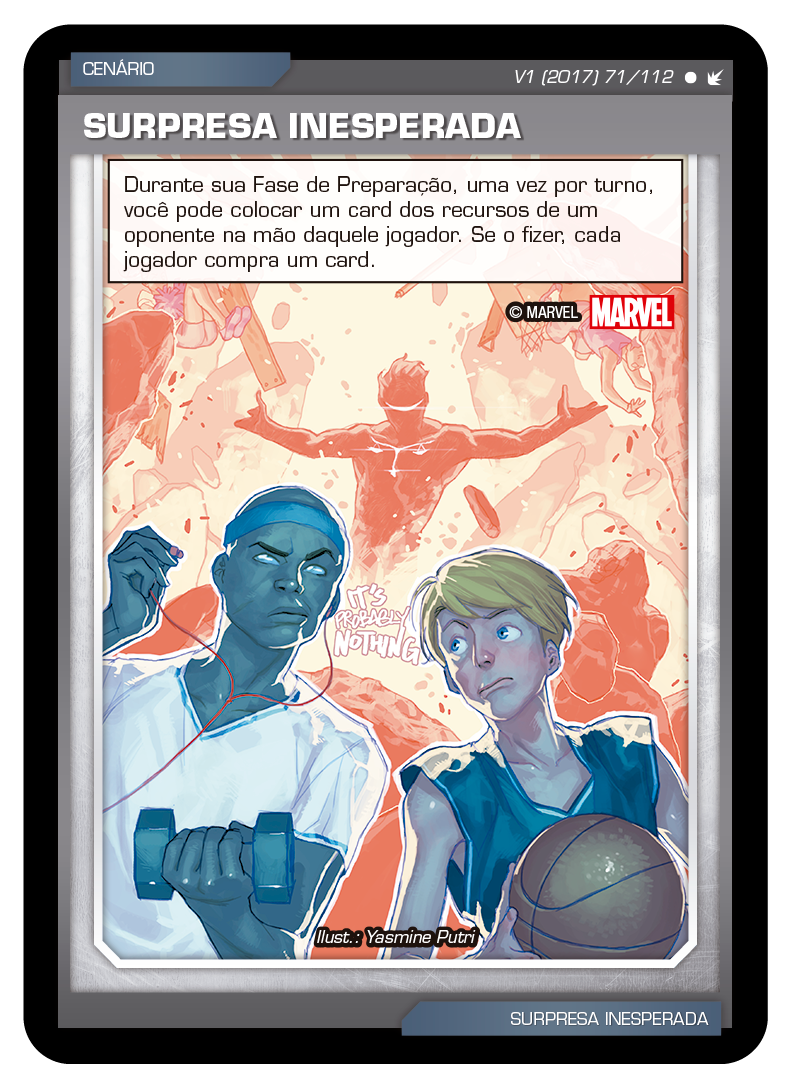 CENÁRIO
V1 (2017) 71/112
SURPRESA INESPERADA
Durante sua Fase de Preparação, uma vez por turno,
você pode colocar um card dos recursos de um
oponente na mão daquele jogador. Se o fizer, cada
jogador compra um card.
© MARVEL MARVEL
IT'S
PROBABLY
NOTHING
Ilust.: Yasmine Putri
SURPRESA INESPERADA